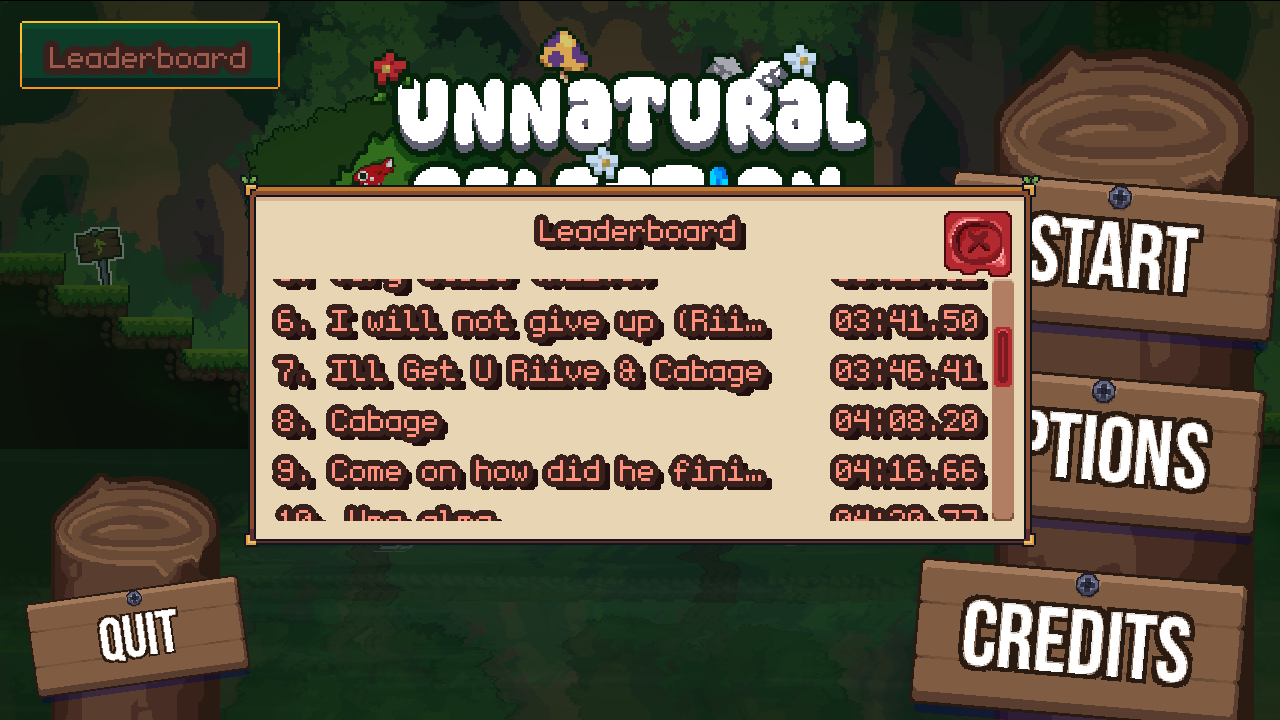 Leaderboard
UNNATURAL
Leaderboard
START
6. I will not give up (Rii… 03:41.50
7. Ill Get U Riive & Cabage 03:46.41
8. Cabage 04:08.20
PTIONS
9. Come on how did he fini… 04:16.66
10.
QUIT
CREDITS